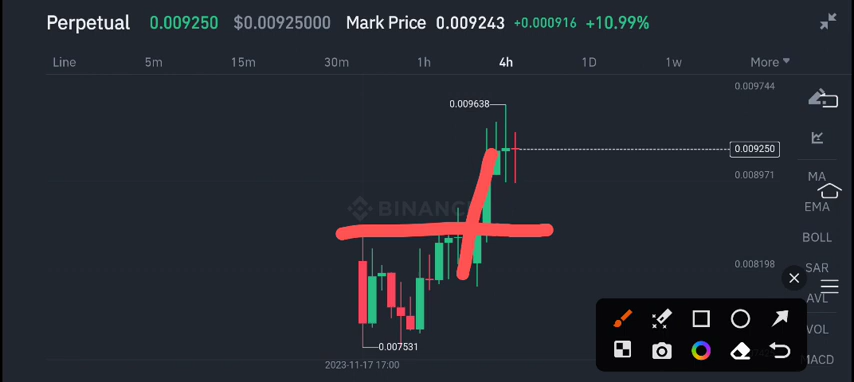 Perpetual 0.009250 $0.00925000 Mark Price 0.009243 +0.000916 +10.99%
Line 5m 15m 30m 1h 4h 1D 1w More
0.009744
0.009638
0.009250
0.008971
MA
BINANCE
EMA
BOLL
0.008198
SAR
AVL
VOL
0.007531
MACD
2023-11-17 17:00